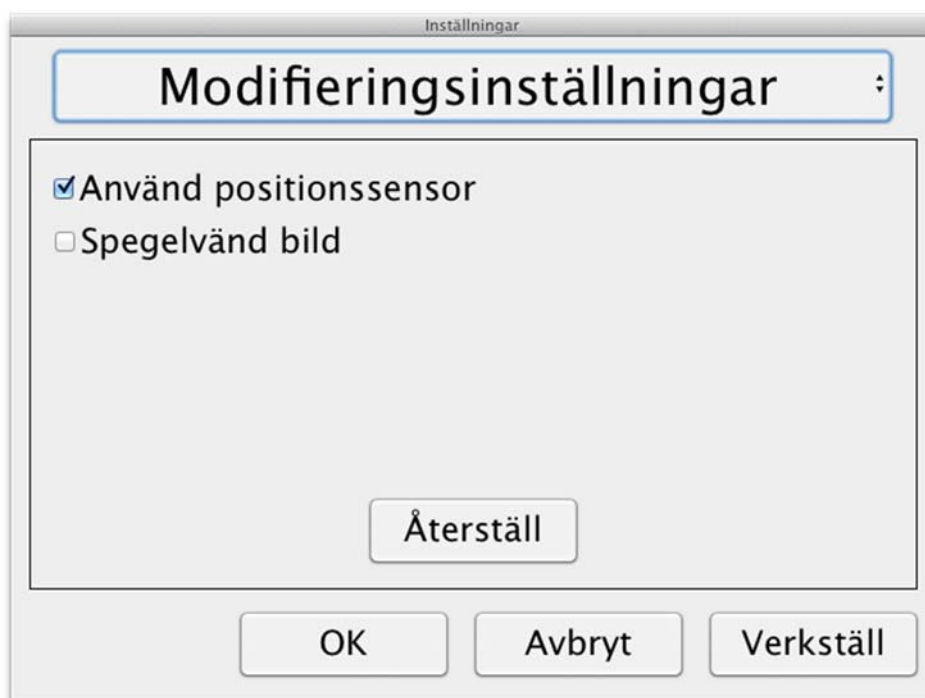 Inställningar
Modifieringsinställningar
Använd positionssensor
Spegelvänd bild
Återställ
OK Avbryt Verkställ